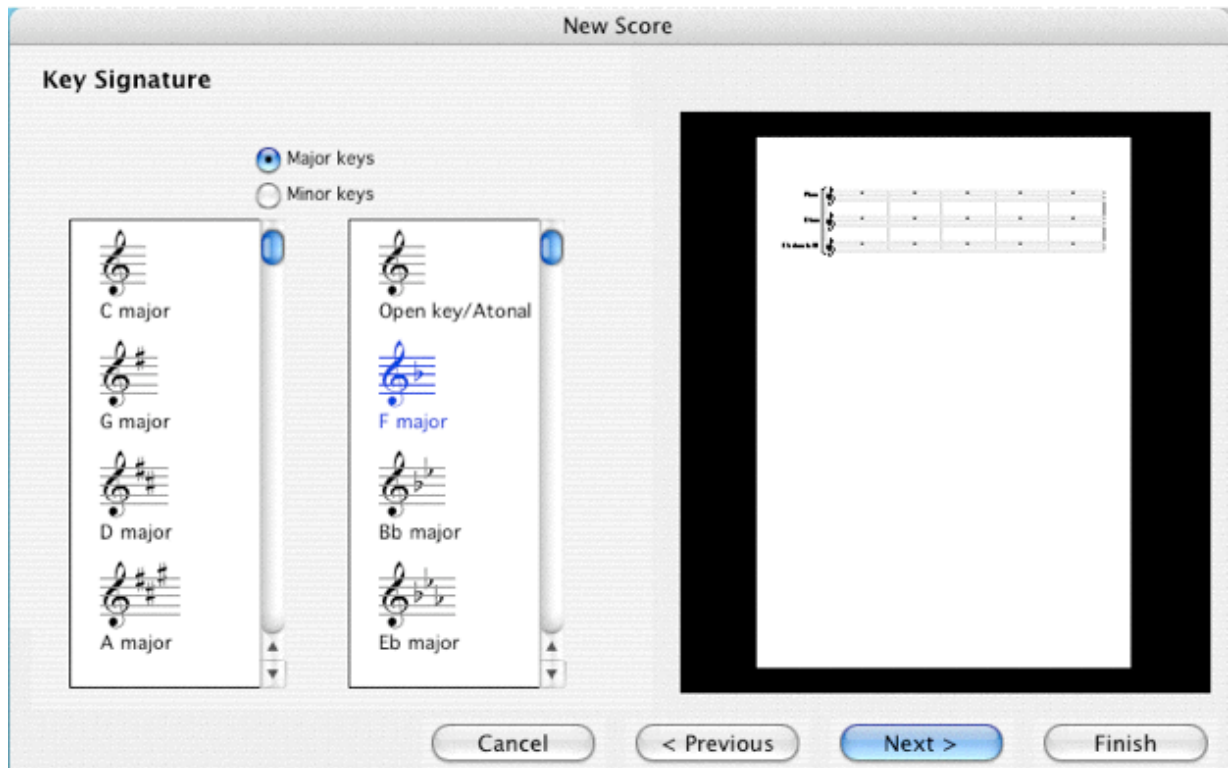 New Score
Key Signature
Major keys
Minor keys
C major
G major
D major
A major
Open key/Atonal
F major
Bb major
Eb major
Cancel
< Previous
Next >
Finish